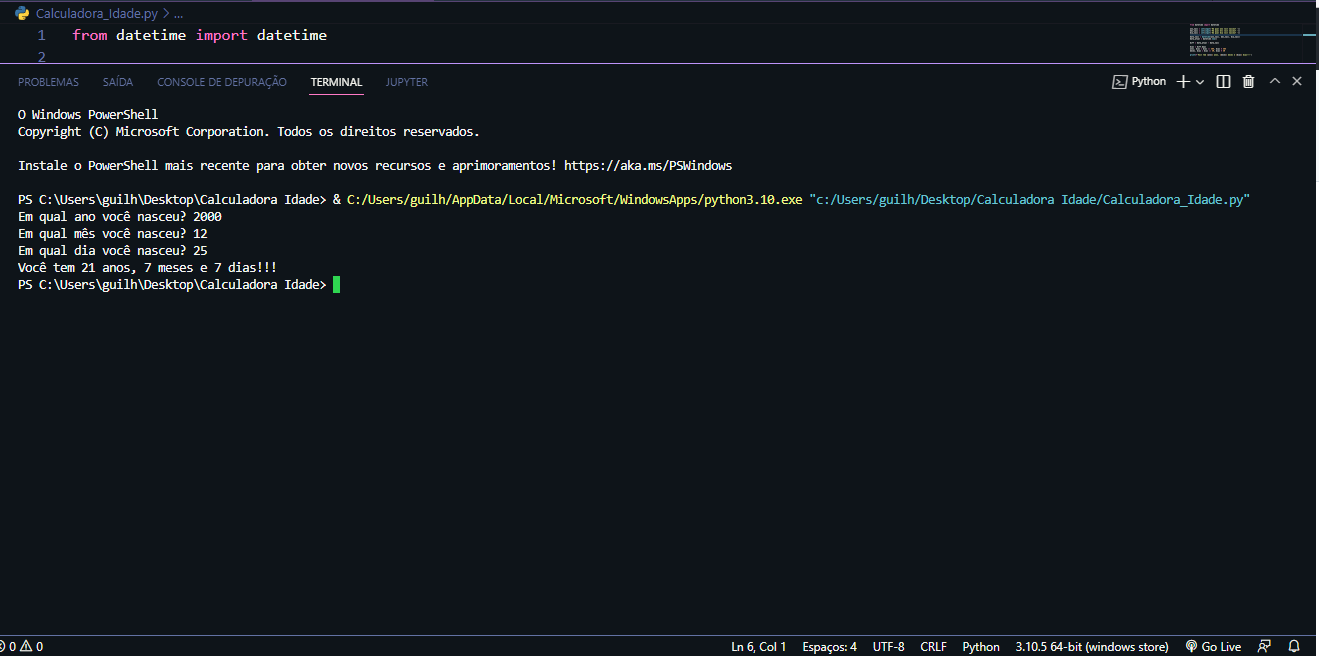 Calculadora_Idade.py > ...
1 from datetime import datetime
2
PROBLEMAS SAÍDA CONSOLE DE DEPURAÇÃO TERMINAL JUPYTER Python
O Windows PowerShell
Copyright (C) Microsoft Corporation. Todos os direitos reservados.
Instale o PowerShell mais recente para obter novos recursos e aprimoramentos! https://aka.ms/PSWindows
PS C:\Users\guilh\Desktop\Calculadora Idade> & C:/Users/guilh/AppData/Local/Microsoft/WindowsApps/python3.10.exe "c:/Users/guilh/Desktop/Calculadora Idade/Calculadora_Idade.py"
Em qual ano você nasceu? 2000
Em qual mês você nasceu? 12
Em qual dia você nasceu? 25
Você tem 21 anos, 7 meses e 7 dias!!!
PS C:\Users\guilh\Desktop\Calculadora Idade>
0 0 Ln 6, Col 1 Espaços: 4 UTF-8 CRLF Python 3.10.5 64-bit (windows store) Go Live